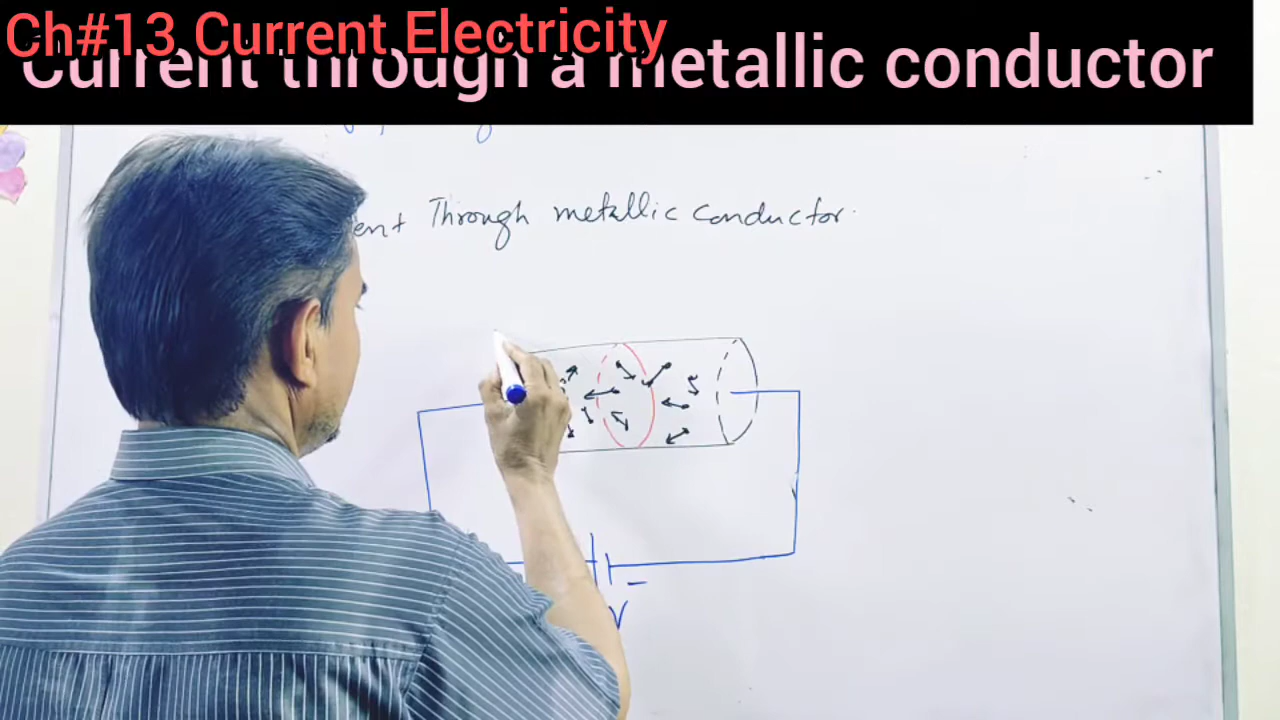 Ch#13 Current Electricity
Current through a metallic conductor
ent Through metallic conductor.
-
V